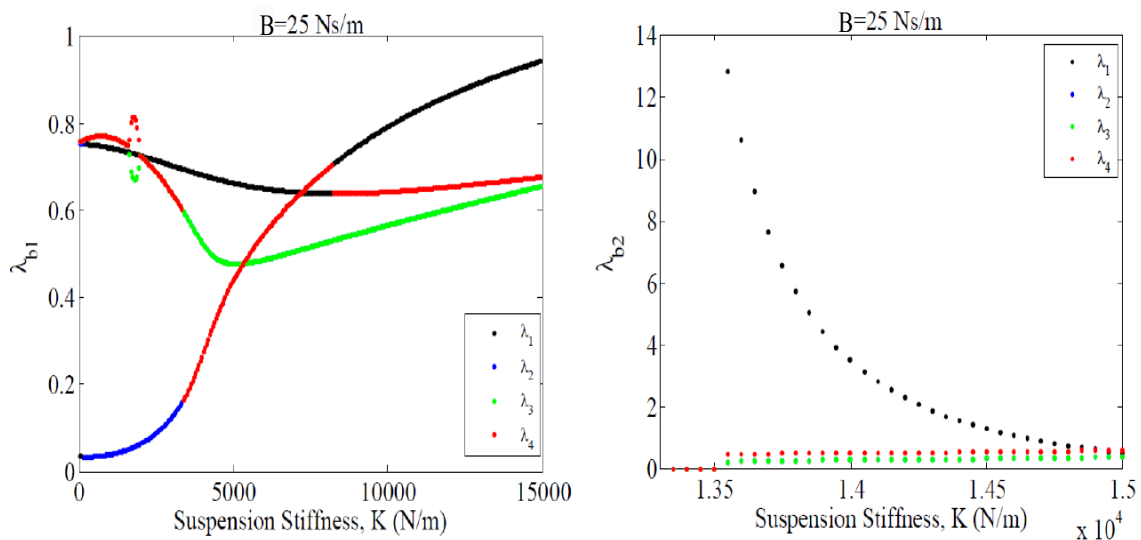 B=25 Ns/m
1
0.8
0.6
0.4
0.2
0
λb1
0 5000 10000 15000
Suspension Stiffness, K (N/m)
λ1
λ2
λ3
λ4
B=25 Ns/m
14
12
10
8
6
4
2
0
λb2
1.35 1.4 1.45 1.5
Suspension Stiffness, K (N/m)
x 10^4
λ1
λ2
λ3
λ4